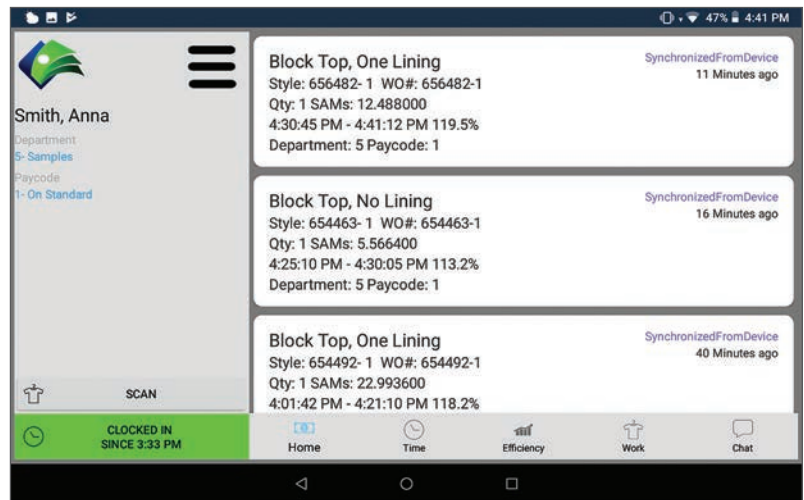 47% 4:41 PM
Smith, Anna
Department
5- Samples
Paycode
1- On Standard
SCAN
CLOCKED IN
SINCE 3:33 PM
Block Top, One Lining
SynchronizedFromDevice
11 Minutes ago
Style: 656482- 1 WO#: 656482-1
Qty: 1 SAMs: 12.488000
4:30:45 PM - 4:41:12 PM 119.5%
Department: 5 Paycode: 1
Block Top, No Lining
SynchronizedFromDevice
16 Minutes ago
Style: 654463- 1 WO#: 654463-1
Qty: 1 SAMs: 5.566400
4:25:10 PM - 4:30:05 PM 113.2%
Department: 5 Paycode: 1
Block Top, One Lining
SynchronizedFromDevice
40 Minutes ago
Style: 654492- 1 WO#: 654492-1
Qty: 1 SAMs: 22.993600
4:01:42 PM - 4:21:10 PM 118.2%
Home Time Efficiency Work Chat